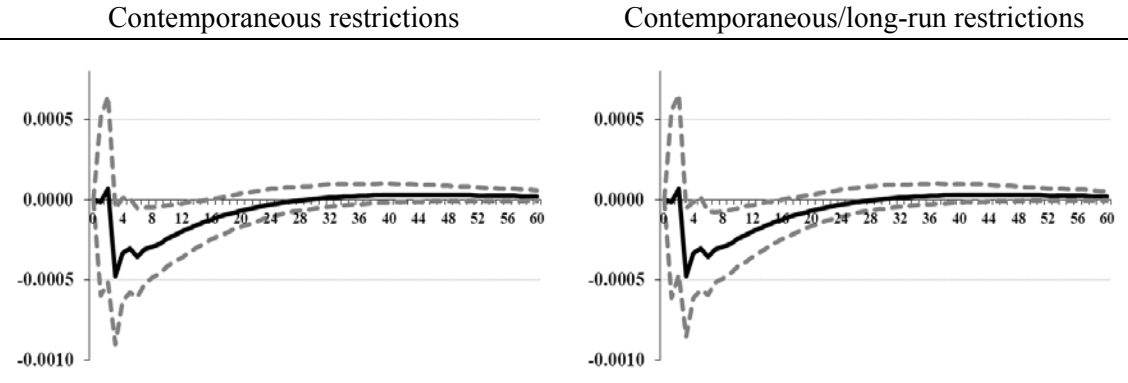 Contemporaneous restrictions Contemporaneous/long-run restrictions
0.0005 0.0005
0.0000 0.0000
0 4 8 12 16 20 24 28 32 36 40 44 48 52 56 60 0 4 8 12 16 20 24 28 32 36 40 44 48 52 56 60
-0.0005 -0.0005
-0.0010 -0.0010